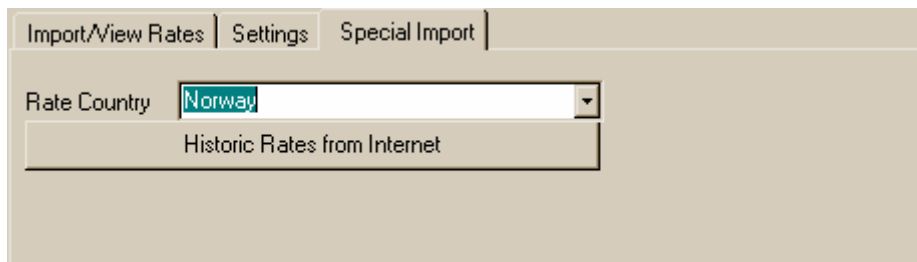 Import/View Rates Settings Special Import
Rate Country Norway
Historic Rates from Internet